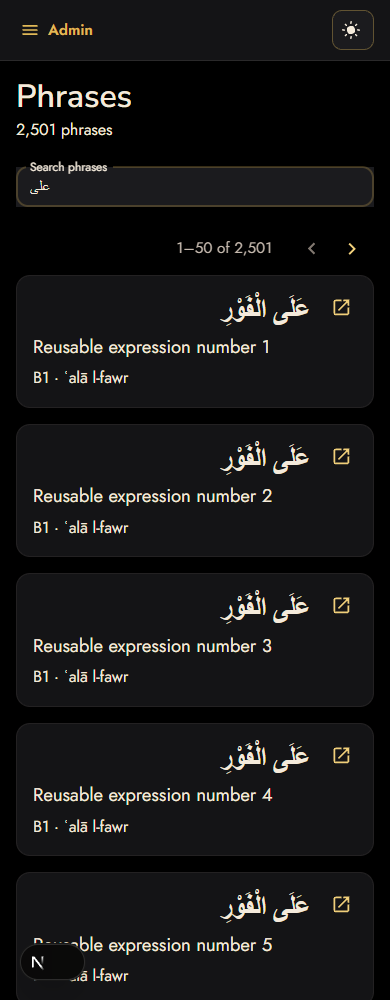 Admin
Phrases
2,501 phrases
Search phrases
على
1–50 of 2,501
عَلَى الْفَوْرِ
Reusable expression number 1
B1 · ʿalā l-fawr
عَلَى الْفَوْرِ
Reusable expression number 2
B1 · ʿalā l-fawr
عَلَى الْفَوْرِ
Reusable expression number 3
B1 · ʿalā l-fawr
عَلَى الْفَوْرِ
Reusable expression number 4
B1 · ʿalā l-fawr
عَلَى الْفَوْرِ
Reusable expression number 5
N ʿalā l-fawr